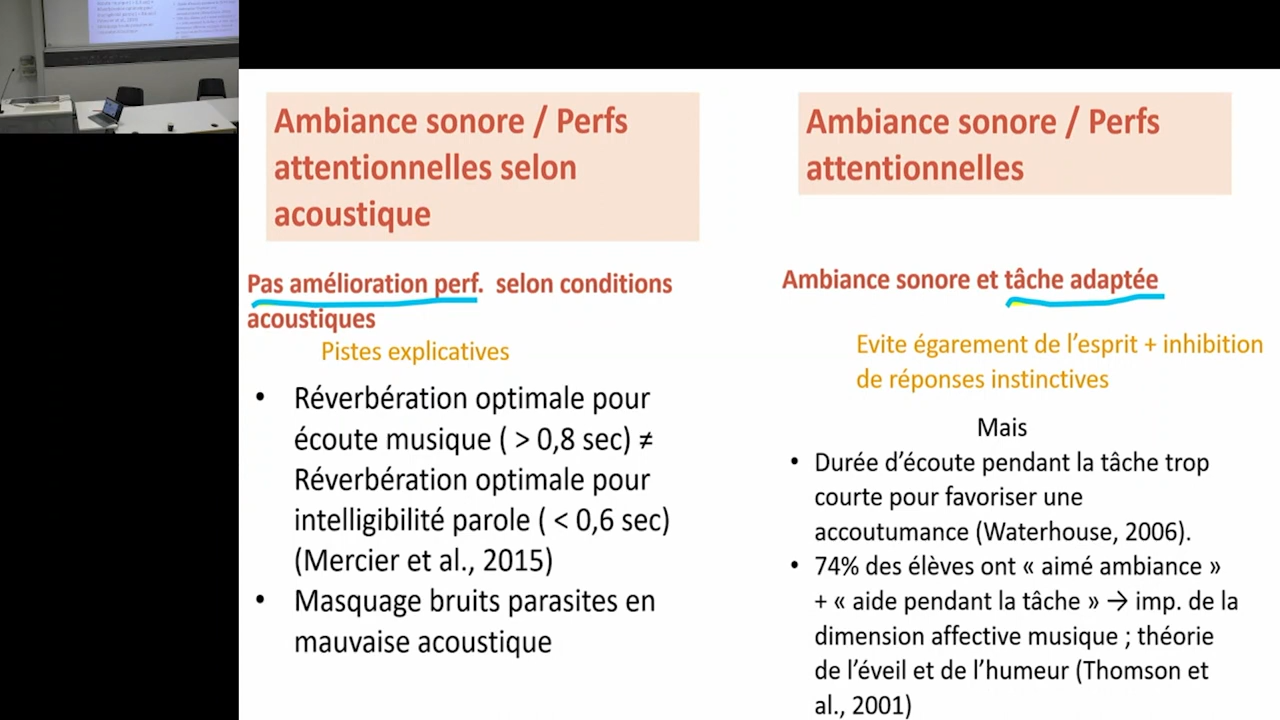 Ambiance sonore / Perfs
attentionnelles selon
acoustique
Pas amélioration perf. selon conditions
acoustiques
Pistes explicatives
• Réverbération optimale pour
écoute musique ( > 0,8 sec) ≠
Réverbération optimale pour
intelligibilité parole ( < 0,6 sec)
(Mercier et al., 2015)
• Masquage bruits parasites en
mauvaise acoustique
Ambiance sonore / Perfs
attentionnelles
Ambiance sonore et tâche adaptée
Evite égarement de l’esprit + inhibition
de réponses instinctives
Mais
• Durée d’écoute pendant la tâche trop
courte pour favoriser une
accoutumance (Waterhouse, 2006).
• 74% des élèves ont « aimé ambiance »
+ « aide pendant la tâche » → imp. de la
dimension affective musique ; théorie
de l’éveil et de l’humeur (Thomson et
al., 2001)